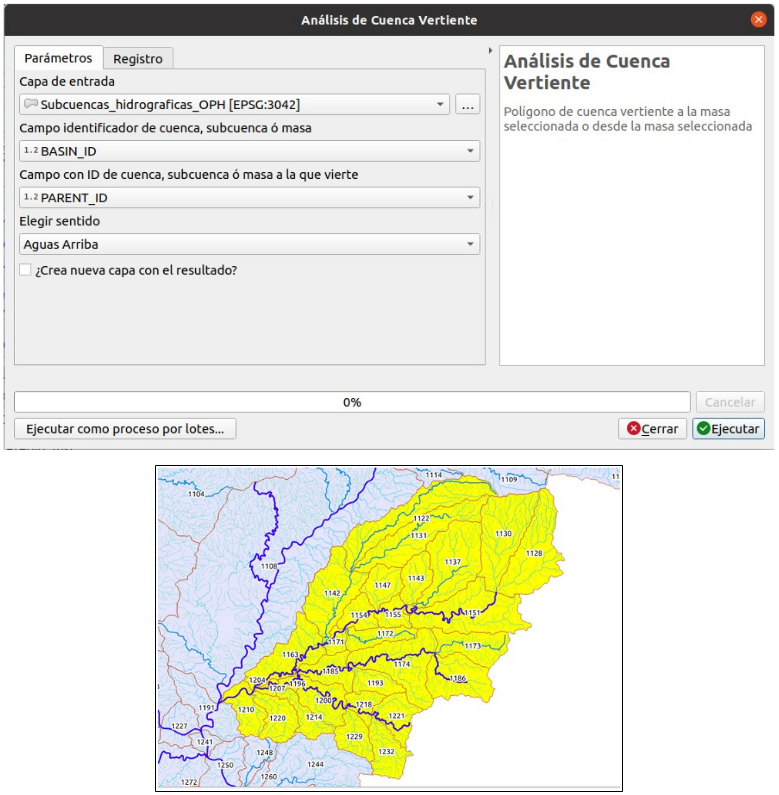 Análisis de Cuenca Vertiente
Parámetros
Registro
Capa de entrada
Subcuencas_hidrograficas_OPH [EPSG:3042]
...
Campo identificador de cuenca, subcuenca ó masa
1.2 BASIN_ID
Campo con ID de cuenca, subcuenca ó masa a la que vierte
1.2 PARENT_ID
Elegir sentido
Aguas Arriba
¿Crea nueva capa con el resultado?
Análisis de Cuenca
Vertiente
Polígono de cuenca vertiente a la masa
seleccionada o desde la masa seleccionada
0%
Cancelar
Ejecutar como proceso por lotes...
Cerrar
Ejecutar
1114
1109
11
1104
1122
1131
1130
1128
1108
1137
1143
1147
1142
1154
1155
1151
1172
1171
1173
1163
1174
1185
1186
1204
1196
1207
1193
1200
1218
1191
1210
1220
1214
1221
1227
1229
1241
1232
1248
1250
1244
1260
1272